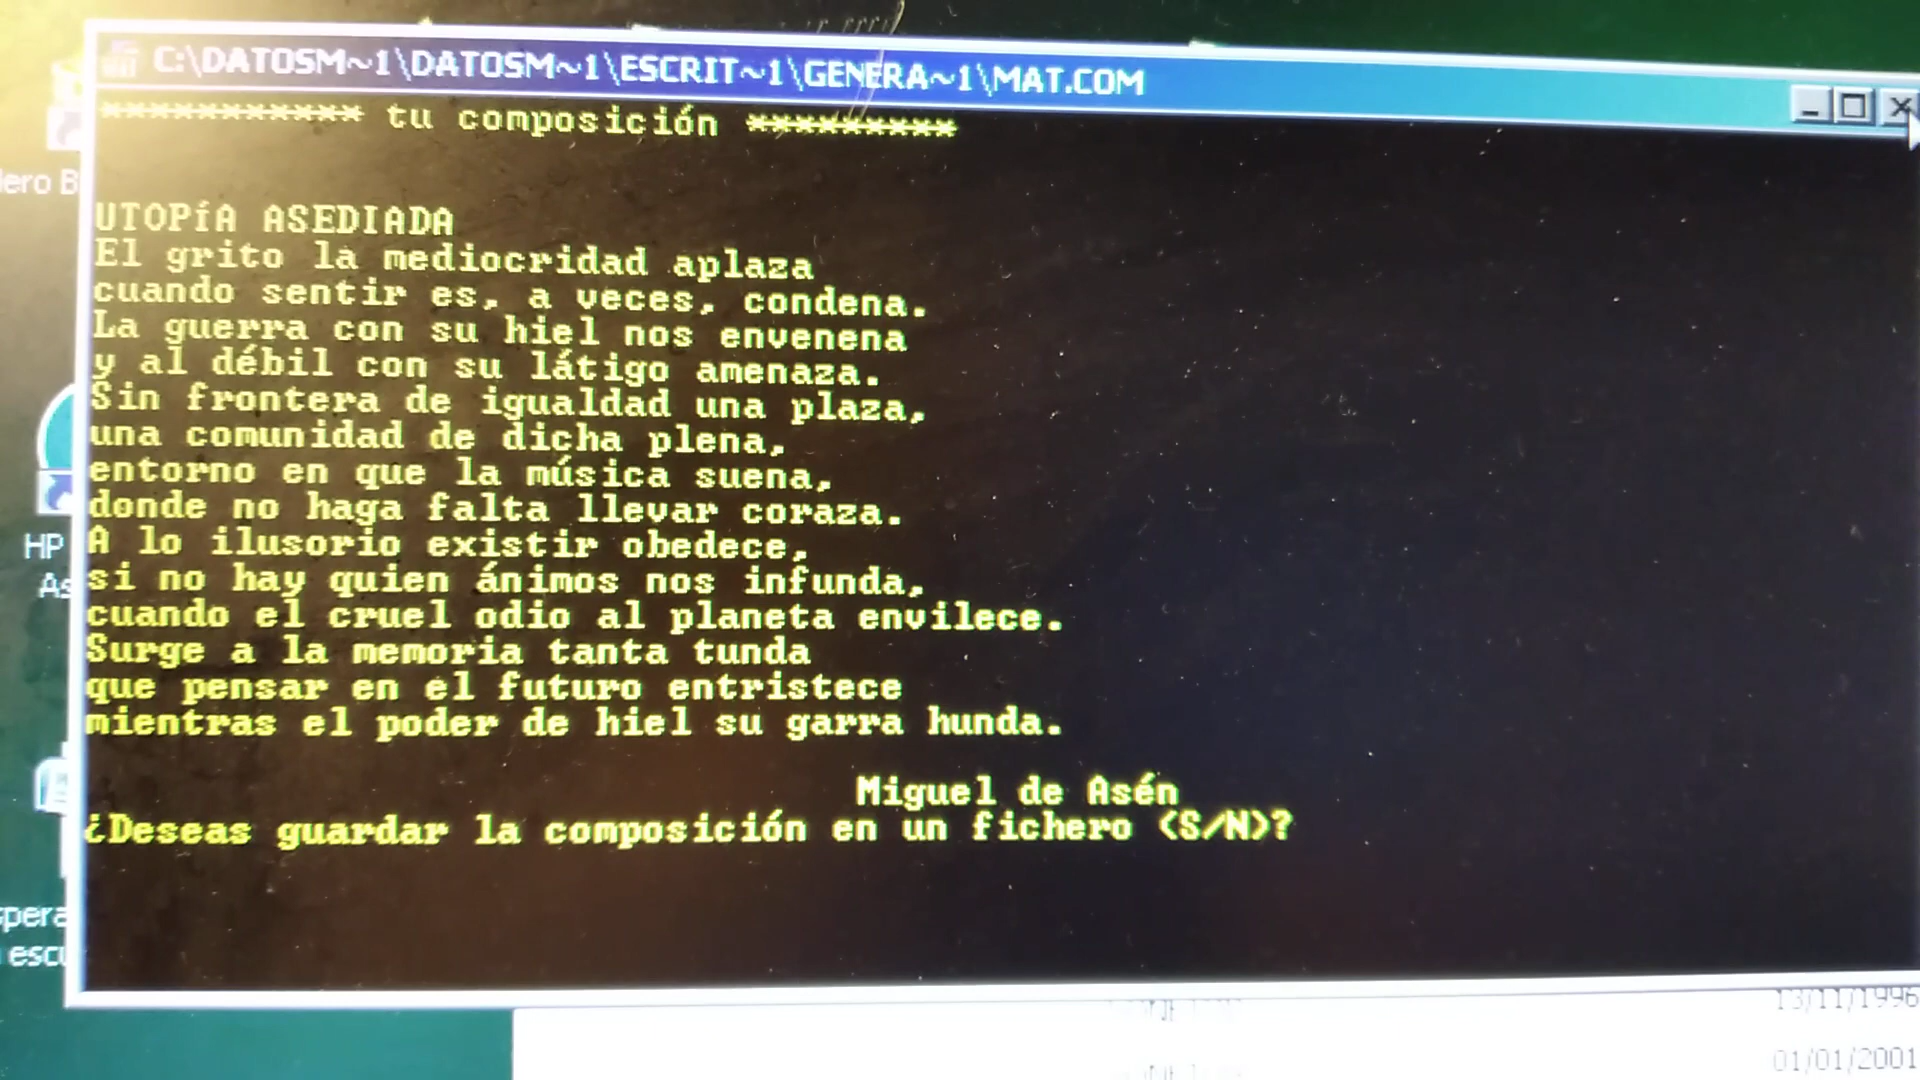 C:\DATOSM~1\DATOSM~1\ESCRIT~1\GENERA~1\MAT.COM
*********** tu composición *********
UTOPíA ASEDIADA
El grito la mediocridad aplaza
cuando sentir es, a veces, condena.
La guerra con su hiel nos envenena
y al débil con su látigo amenaza.
Sin frontera de igualdad una plaza,
una comunidad de dicha plena,
entorno en que la música suena,
donde no haga falta llevar coraza.
A lo ilusorio existir obedece,
si no hay quien ánimos nos infunda,
cuando el cruel odio al planeta envilece.
Surge a la memoria tanta tunda
que pensar en el futuro entristece
mientras el poder de hiel su garra hunda.
Miguel de Asén
¿Deseas guardar la composición en un fichero (S/N)?
HP
13/11/1996
01/01/2001